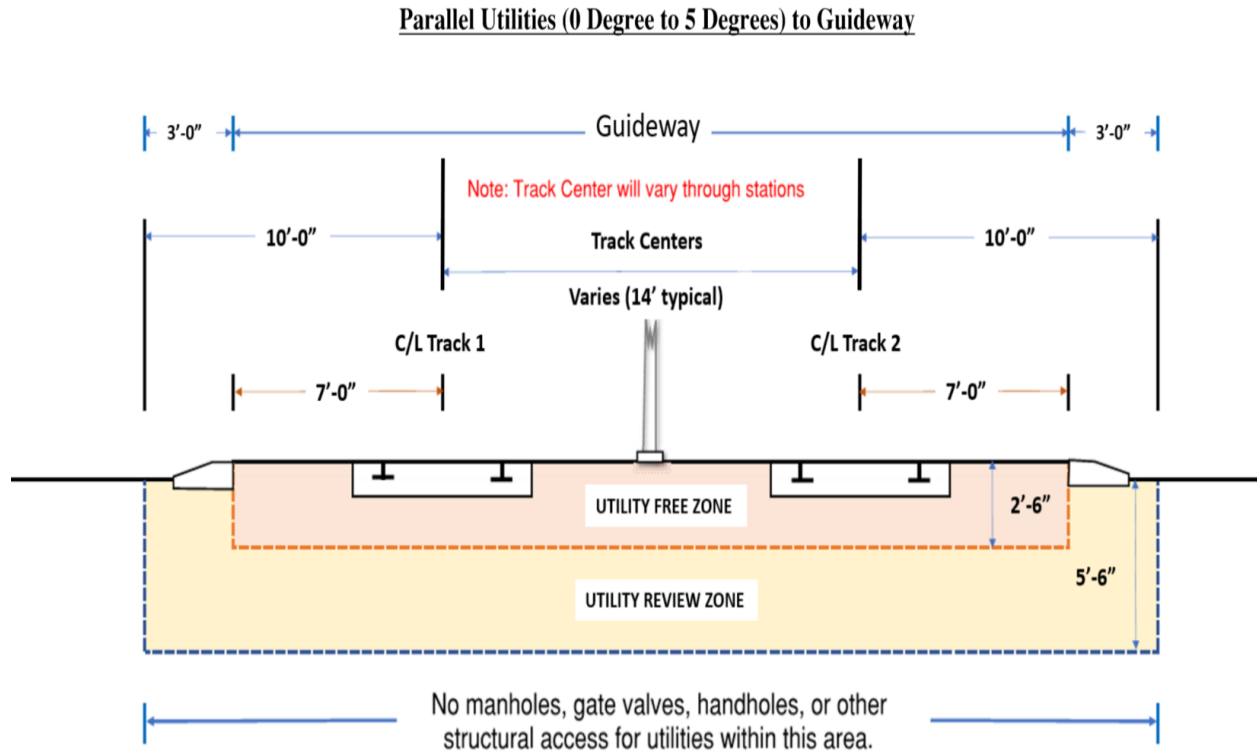 Parallel Utilities (0 Degree to 5 Degrees) to Guideway
3’-0”
Guideway
3’-0”
Note: Track Center will vary through stations
10’-0”
Track Centers
10’-0”
Varies (14’ typical)
C/L Track 1
C/L Track 2
7’-0”
7’-0”
UTILITY FREE ZONE
2’-6”
5’-6”
UTILITY REVIEW ZONE
No manholes, gate valves, handholes, or other
structural access for utilities within this area.